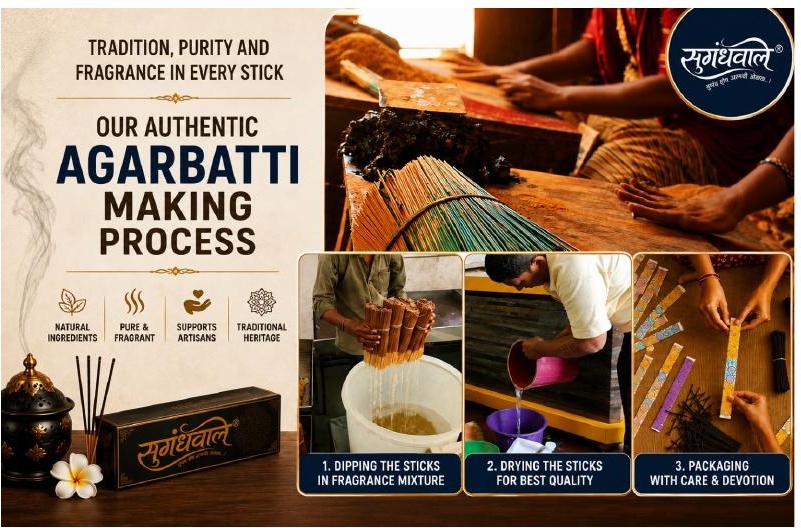 TRADITION, PURITY AND
FRAGRANCE IN EVERY STICK
OUR AUTHENTIC
AGARBATTI
MAKING
PROCESS
NATURAL
INGREDIENTS
PURE &
FRAGRANT
SUPPORTS
ARTISANS
TRADITIONAL
HERITAGE
सुगंधवाले®
सुगंधवाले
1. DIPPING THE STICKS
IN FRAGRANCE MIXTURE
2. DRYING THE STICKS
FOR BEST QUALITY
3. PACKAGING
WITH CARE & DEVOTION